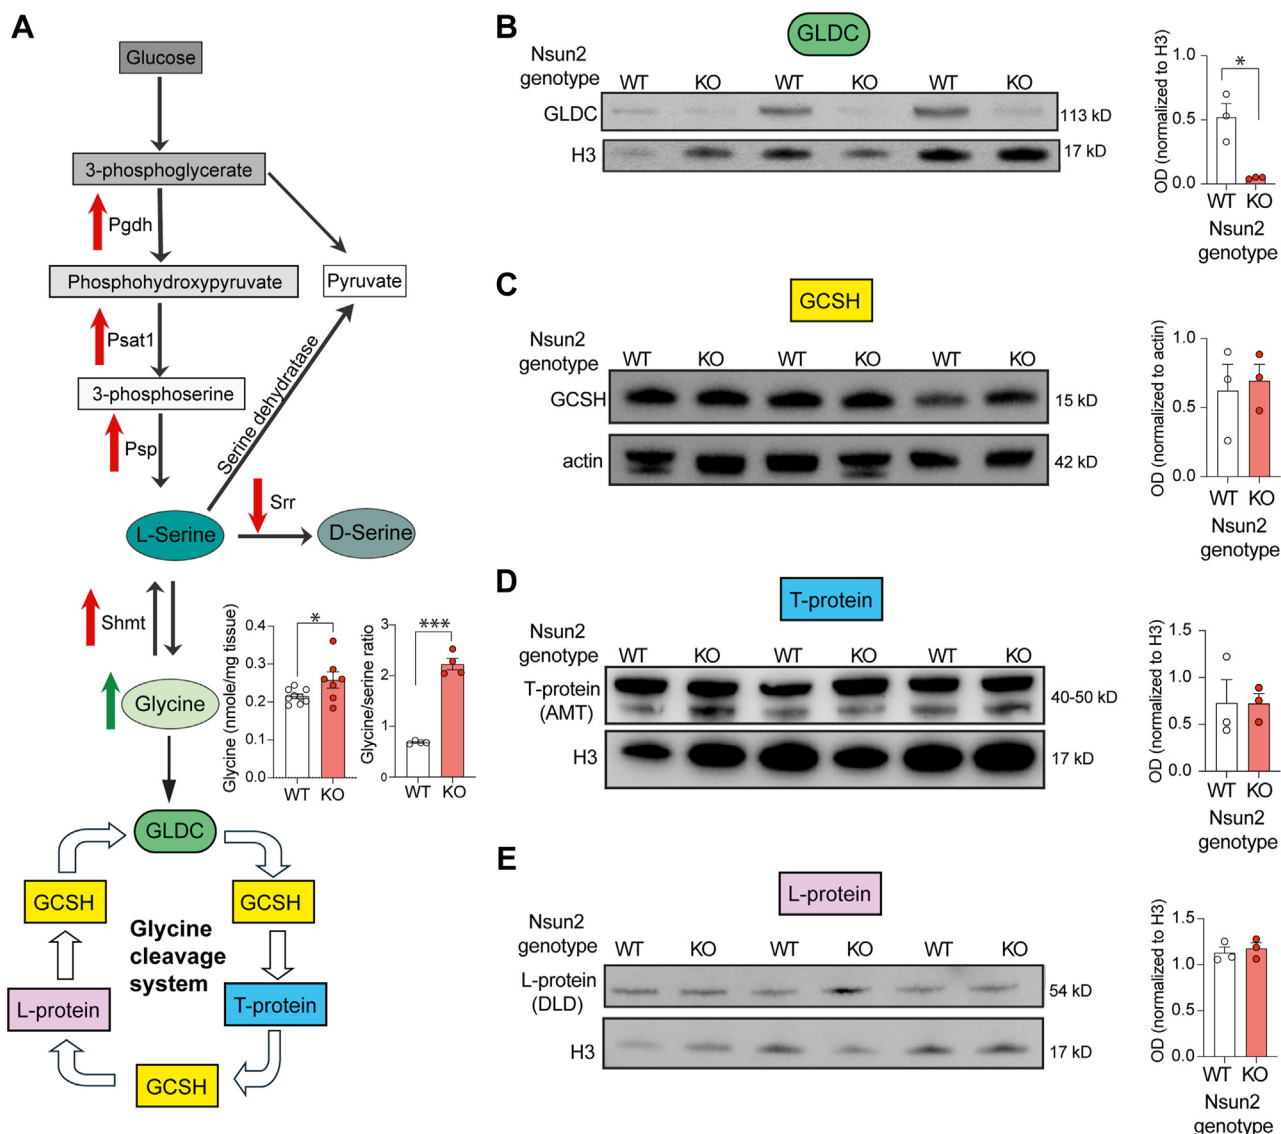 A
Glucose
3-phosphoglycerate
Pgdh
Phosphohydroxypyruvate
Pyruvate
Psat1
3-phosphoserine
Psp
Serine dehydratase
Srr
L-Serine
D-Serine
Shmt
Glycine
Glycine (nmole/mg tissue)
0.4
0.3
0.2
0.1
0.0
*
WT KO
Glycine/serine ratio
3
2
1
0
***
WT KO
GLDC
GCSH
GCSH
Glycine
cleavage
system
L-protein
T-protein
GCSH
B
GLDC
Nsun2
genotype
WT KO WT KO WT KO
GLDC
113 kD
H3
17 kD
OD (normalized to H3)
1.0
0.5
0.0
*
WT KO
Nsun2
genotype
C
GCSH
Nsun2
genotype
WT KO WT KO WT KO
GCSH
15 kD
actin
42 kD
OD (normalized to actin)
1.0
0.5
0.0
WT KO
Nsun2
genotype
D
T-protein
Nsun2
genotype
WT KO WT KO WT KO
T-protein
(AMT)
40-50 kD
H3
17 kD
OD (normalized to H3)
1.5
1.0
0.5
0.0
WT KO
Nsun2
genotype
E
L-protein
Nsun2
genotype
WT KO WT KO WT KO
L-protein
(DLD)
54 kD
H3
17 kD
OD (normalized to H3)
1.5
1.0
0.5
0.0
WT KO
Nsun2
genotype